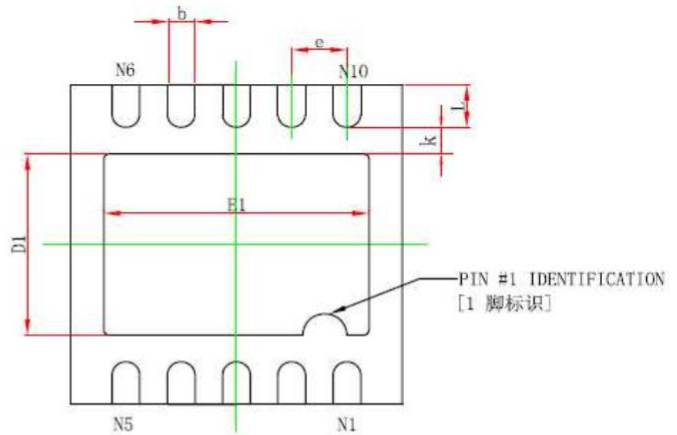 b
e
N6
N10
L
k
E1
D1
PIN #1 IDENTIFICATION
[1 脚标识]
N5
N1